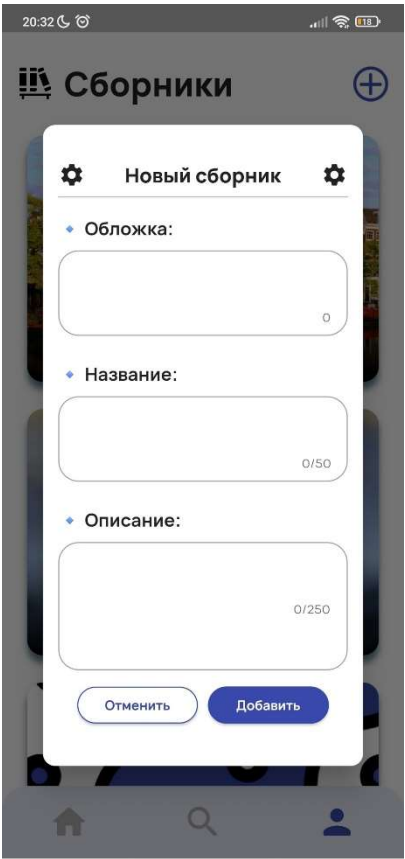 20:32
18
Сборники
Новый сборник
Обложка:
0
Название:
0/50
Описание:
0/250
Отменить
Добавить